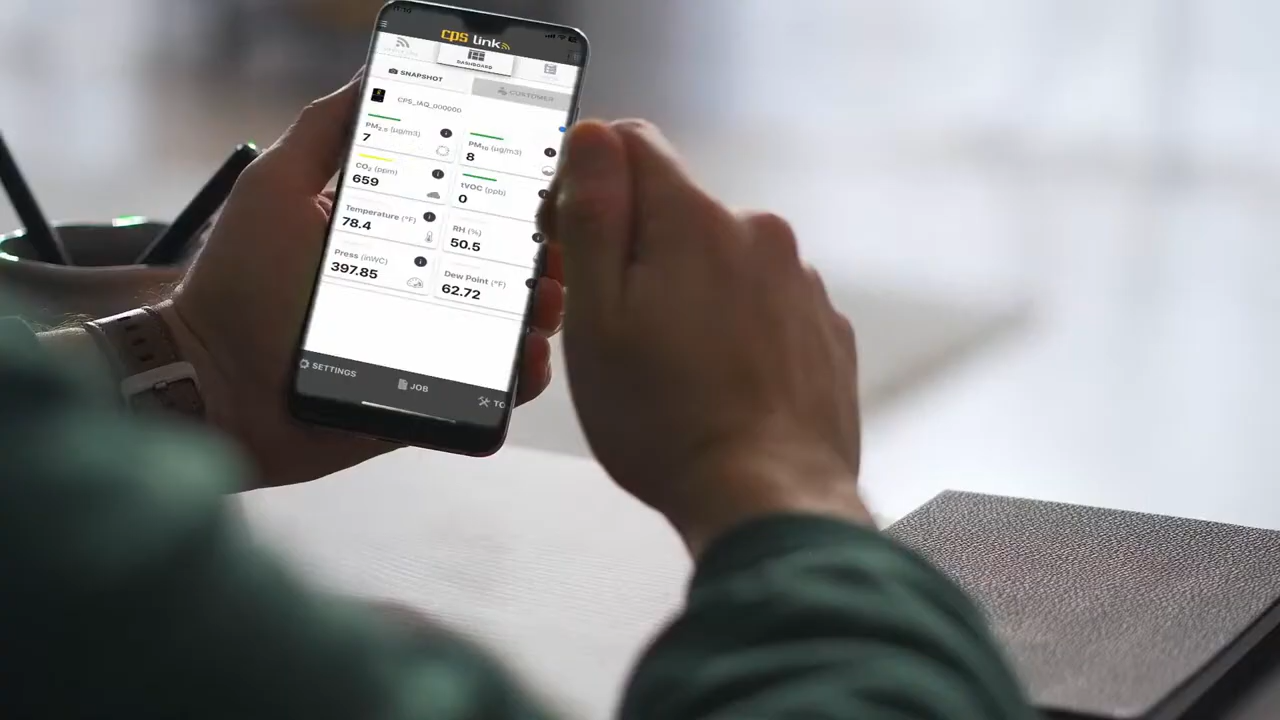 cps link
DASHBOARD
SNAPSHOT
CUSTOMER
CPS_IAQ_000000
PM2.5 (µg/m3)
7
PM10 (µg/m3)
8
CO2 (ppm)
659
tVOC (ppb)
0
Temperature (°F)
78.4
RH (%)
50.5
Press (inWC)
397.85
Dew Point (°F)
62.72
SETTINGS
JOB
TO